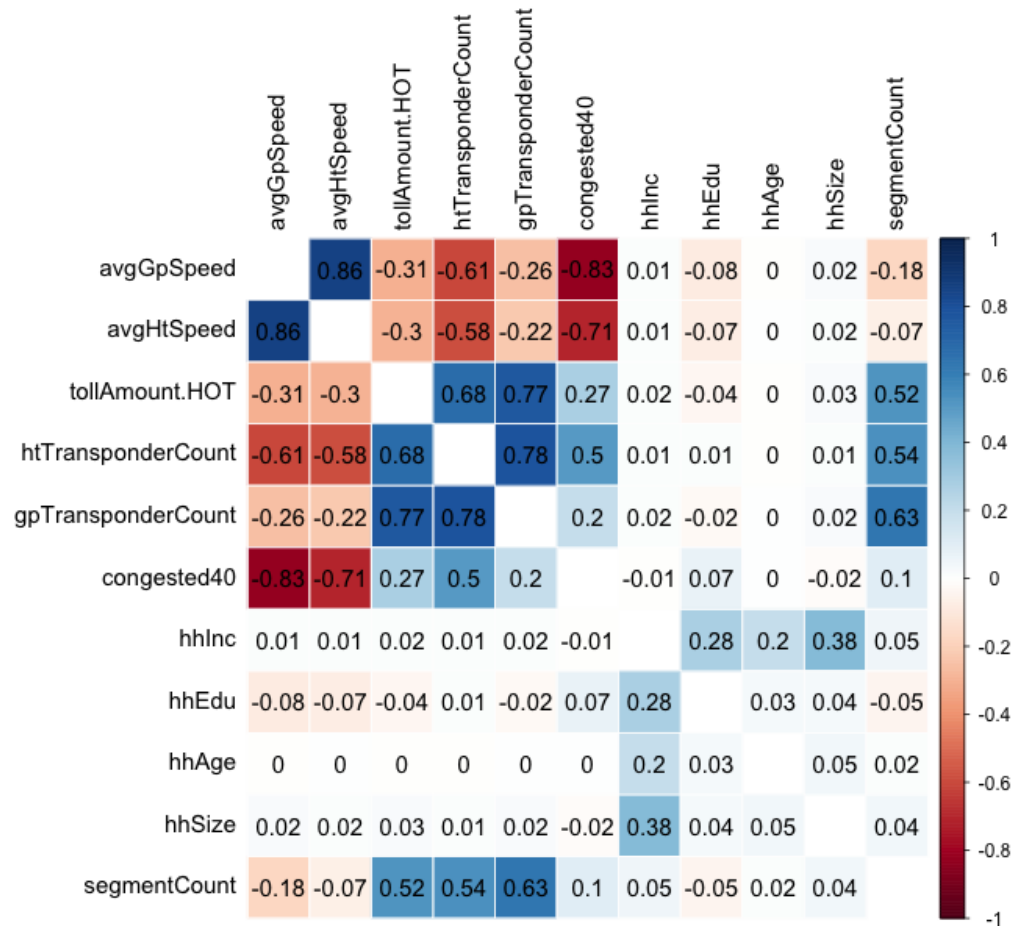 avgGpSpeed avgHtSpeed tollAmount.HOT htTransponderCount gpTransponderCount congested40 hhInc hhEdu hhAge hhSize segmentCount
avgGpSpeed 0.86 -0.31 -0.61 -0.26 -0.83 0.01 -0.08 0 0.02 -0.18
avgHtSpeed 0.86 -0.3 -0.58 -0.22 -0.71 0.01 -0.07 0 0.02 -0.07
tollAmount.HOT -0.31 -0.3 0.68 0.77 0.27 0.02 -0.04 0 0.03 0.52
htTransponderCount -0.61 -0.58 0.68 0.78 0.5 0.01 0.01 0 0.01 0.54
gpTransponderCount -0.26 -0.22 0.77 0.78 0.2 0.02 -0.02 0 0.02 0.63
congested40 -0.83 -0.71 0.27 0.5 0.2 -0.01 0.07 0 -0.02 0.1
hhInc 0.01 0.01 0.02 0.01 0.02 -0.01 0.28 0.2 0.38 0.05
hhEdu -0.08 -0.07 -0.04 0.01 -0.02 0.07 0.28 0.03 0.04 -0.05
hhAge 0 0 0 0 0 0 0.2 0.03 0.05 0.02
hhSize 0.02 0.02 0.03 0.01 0.02 -0.02 0.38 0.04 0.05 0.04
segmentCount -0.18 -0.07 0.52 0.54 0.63 0.1 0.05 -0.05 0.02 0.04
1
0.8
0.6
0.4
0.2
0
-0.2
-0.4
-0.6
-0.8
-1